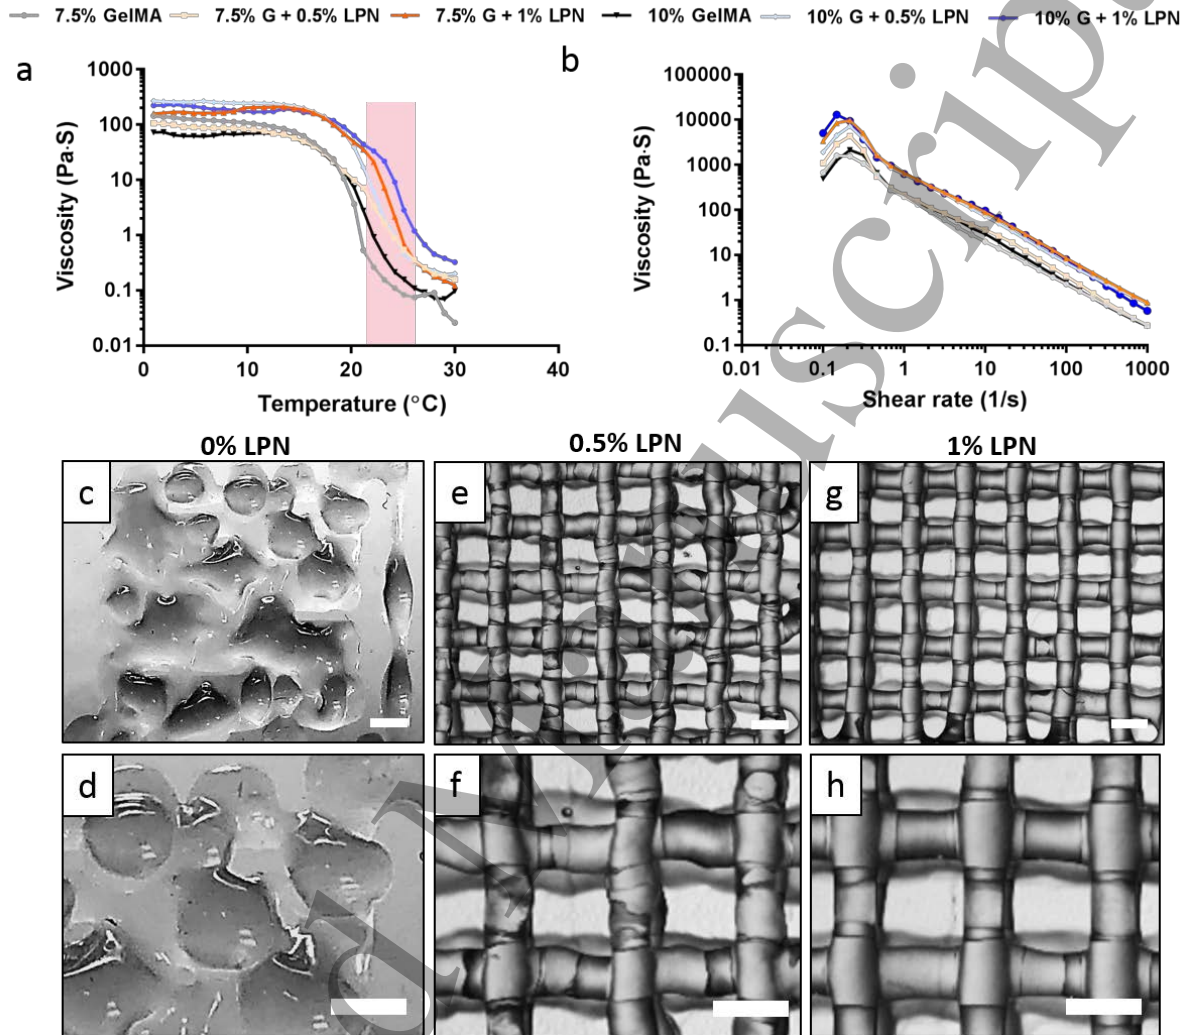 7.5% GelMA 7.5% G + 0.5% LPN 7.5% G + 1% LPN 10% GelMA 10% G + 0.5% LPN 10% G + 1% LPN
a
1000
100
10
1
0.1
0.01
Viscosity (Pa·S)
0 10 20 30 40
Temperature (°C)
b
100000
10000
1000
100
10
1
0.1
Viscosity (Pa·S)
0.01 0.1 1 10 100 1000
Shear rate (1/s)
0% LPN 0.5% LPN 1% LPN
c e g
d f h
d Manuscrip